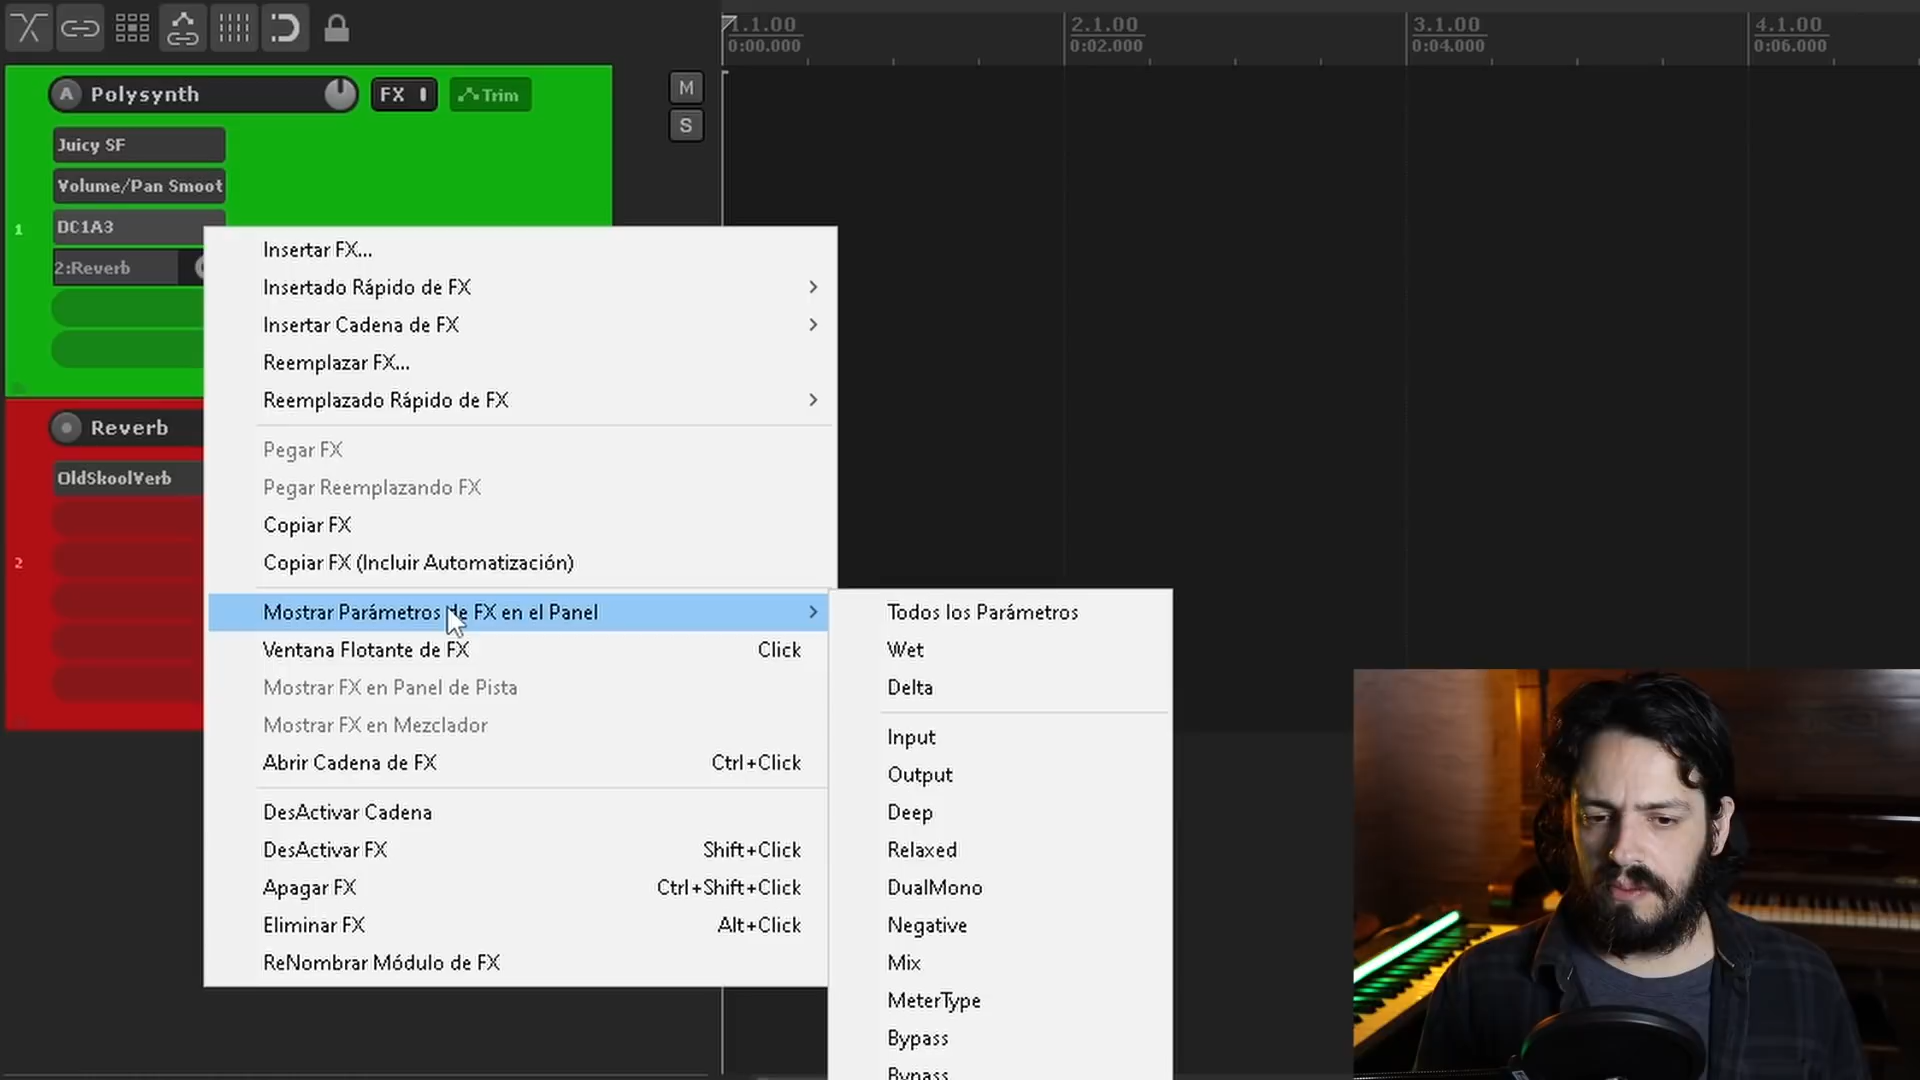 1.1.00
0:00.000
2.1.00
0:02.000
3.1.00
0:04.000
4.1.00
0:06.000
A
Polysynth
FX
Trim
M
S
Juicy SF
Volume/Pan Smoot
1
DC1A3
2:Reverb
Reverb
OldSkoolVerb
2
Insertar FX...
Insertado Rápido de FX
Insertar Cadena de FX
Reemplazar FX...
Reemplazado Rápido de FX
Pegar FX
Pegar Reemplazando FX
Copiar FX
Copiar FX (Incluir Automatización)
Mostrar Parámetros de FX en el Panel
Ventana Flotante de FX Click
Mostrar FX en Panel de Pista
Mostrar FX en Mezclador
Abrir Cadena de FX Ctrl+Click
DesActivar Cadena
DesActivar FX Shift+Click
Apagar FX Ctrl+Shift+Click
Eliminar FX Alt+Click
ReNombrar Módulo de FX
Todos los Parámetros
Wet
Delta
Input
Output
Deep
Relaxed
DualMono
Negative
Mix
MeterType
Bypass
Bypass